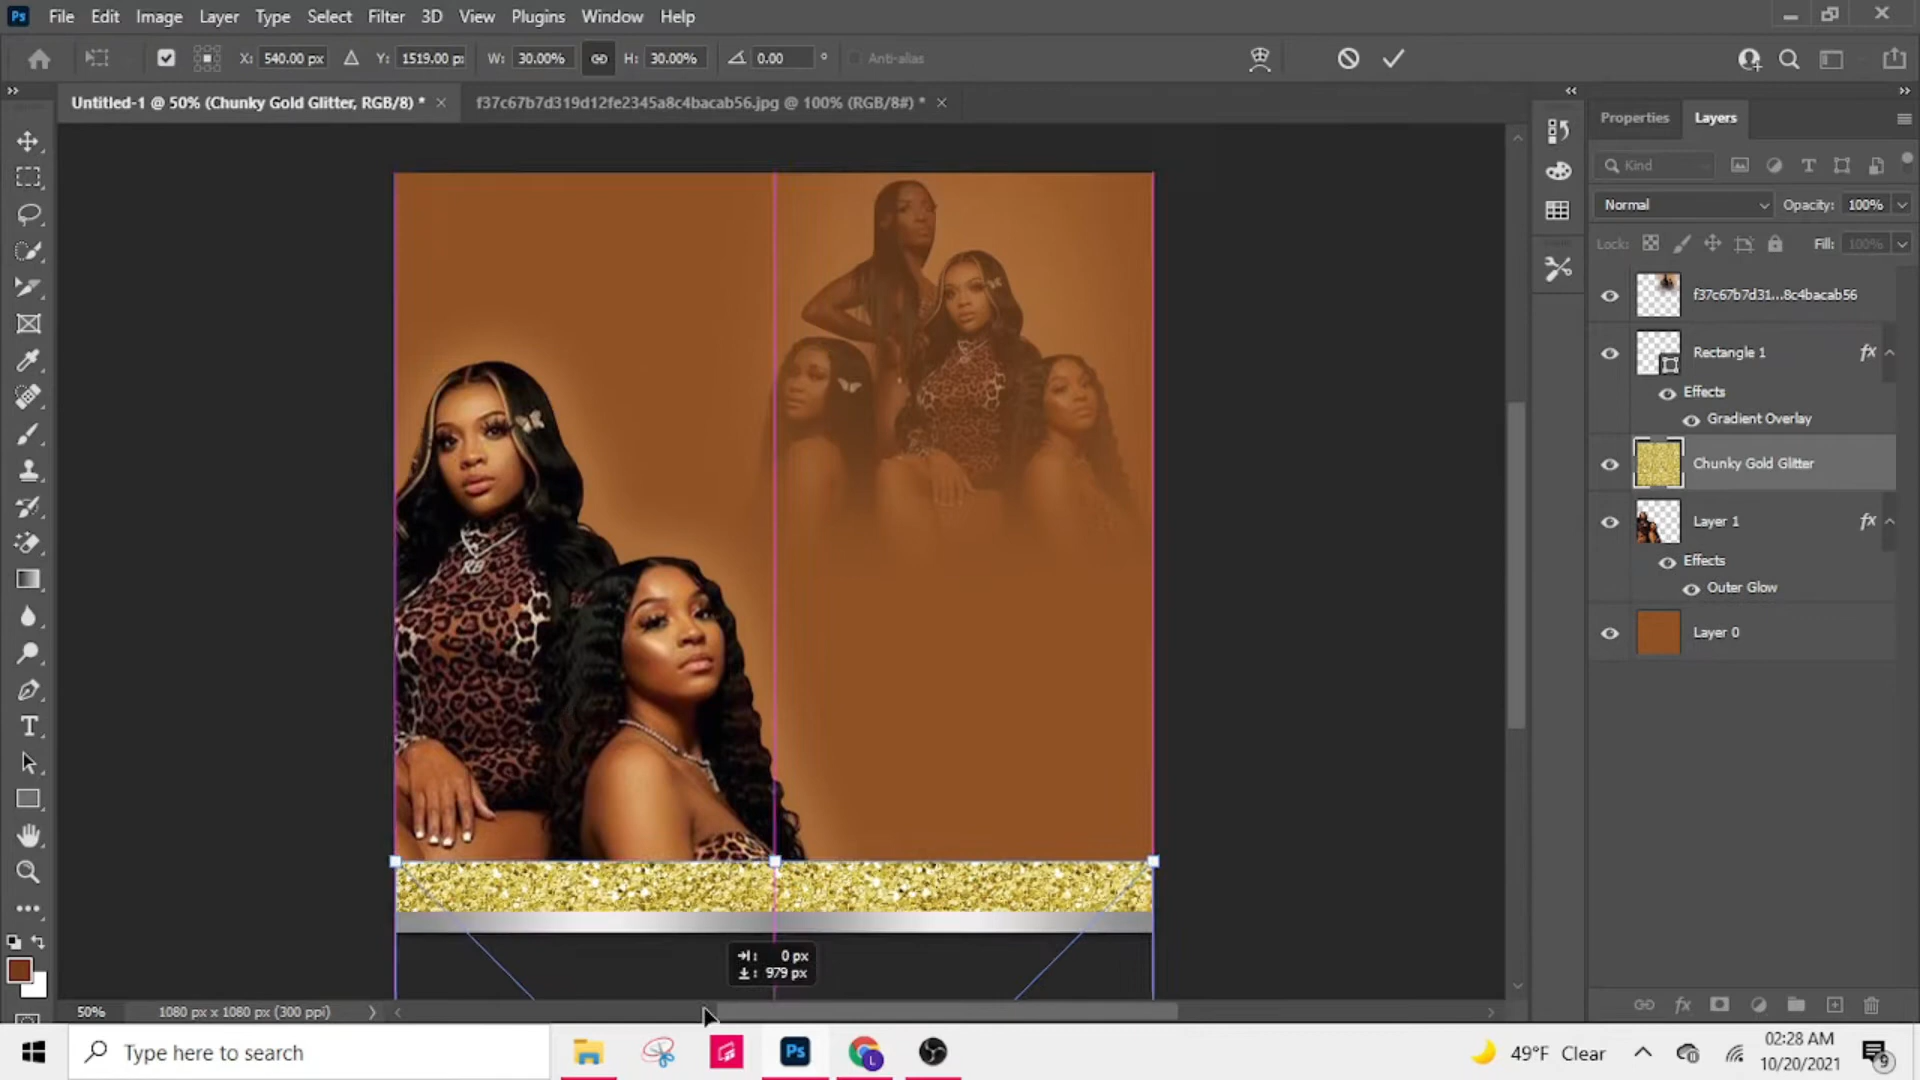 Ps File Edit Image Layer Type Select Filter 3D View Plugins Window Help
X: 540.00 px Y: 1519.00 p W: 30.00% H: 30.00% 0.00 ° Anti-alias
Untitled-1 @ 50% (Chunky Gold Glitter, RGB/8) * × f37c67b7d319d12fe2345a8c4bacab56.jpg @ 100% (RGB/8#) * ×
Properties Layers
Kind
Normal Opacity: 100%
Lock: Fill: 100%
f37c67b7d31...8c4bacab56
Rectangle 1 fx
Effects
Gradient Overlay
Chunky Gold Glitter
Layer 1 fx
Effects
Outer Glow
Layer 0
RB
0 px
979 px
50% 1080 px x 1080 px (300 ppi)
fx
Type here to search
Ps
L
49°F Clear
02:28 AM
10/20/2021
9